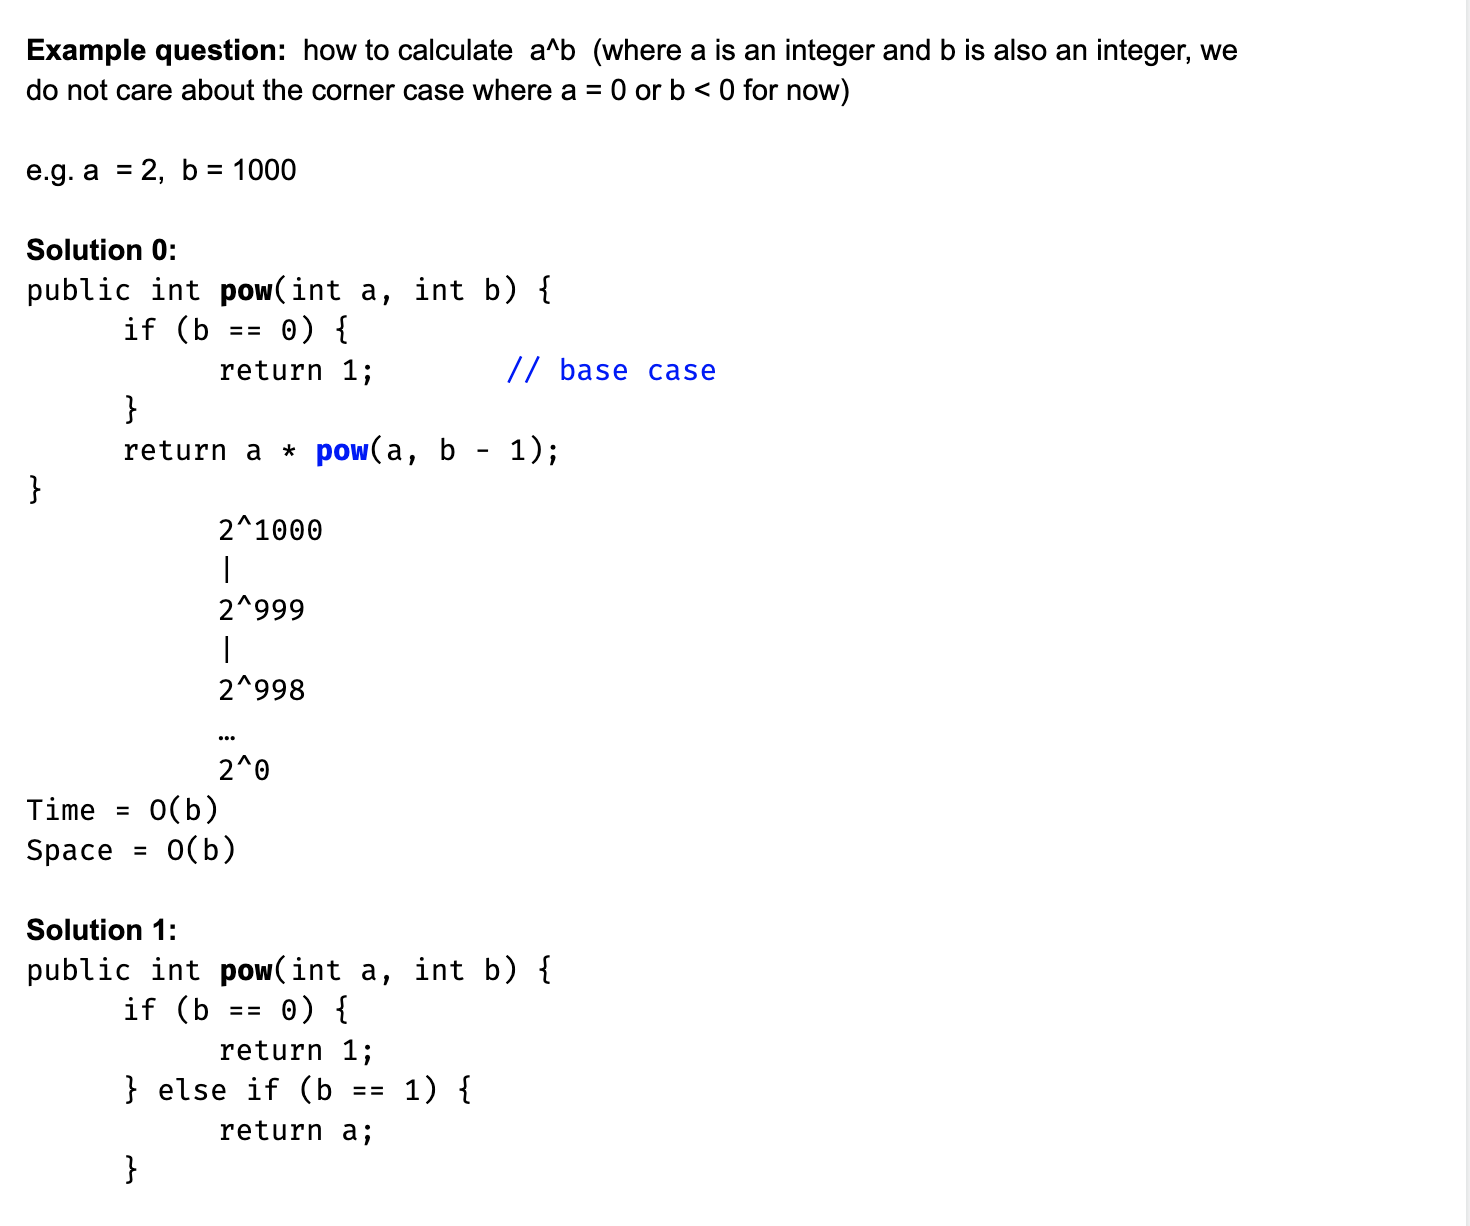 Example question:  how to calculate  a^b  (where a is an integer and b is also an integer, we
do not care about the corner case where a = 0 or b < 0 for now)
e.g. a  = 2,  b = 1000
Solution 0:
public int pow(int a, int b) {
if (b == 0) {
return 1;        // base case
}
return a * pow(a, b - 1);
}
2^1000
|
2^999
|
2^998
…
2^0
Time = O(b)
Space = O(b)
Solution 1:
public int pow(int a, int b) {
if (b == 0) {
return 1;
} else if (b == 1) {
return a;
}